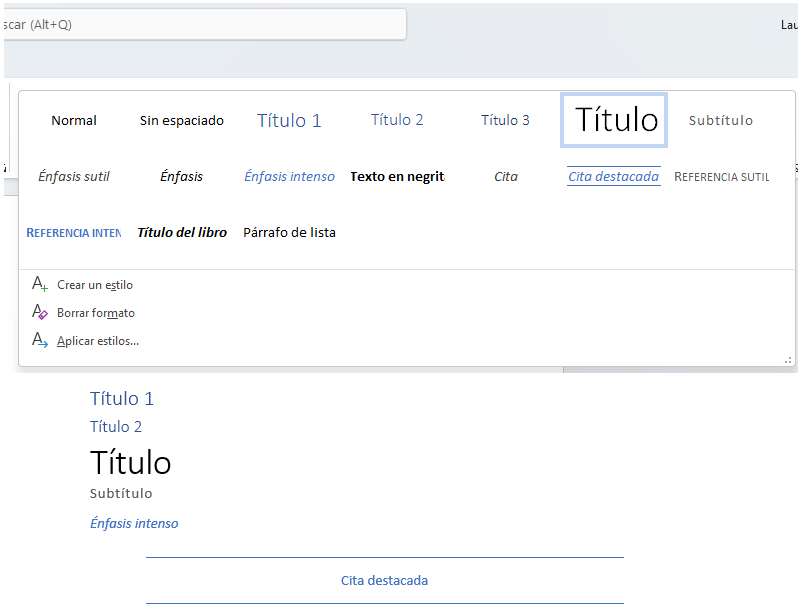 scar (Alt+Q)
Lau
Normal Sin espaciado Título 1 Título 2 Título 3 Título Subtítulo
Énfasis sutil Énfasis Énfasis intenso Texto en negrit Cita Cita destacada REFERENCIA SUTIL
REFERENCIA INTEN Título del libro Párrafo de lista
Crear un estilo
Borrar formato
Aplicar estilos...
Título 1
Título 2
Título
Subtítulo
Énfasis intenso
Cita destacada